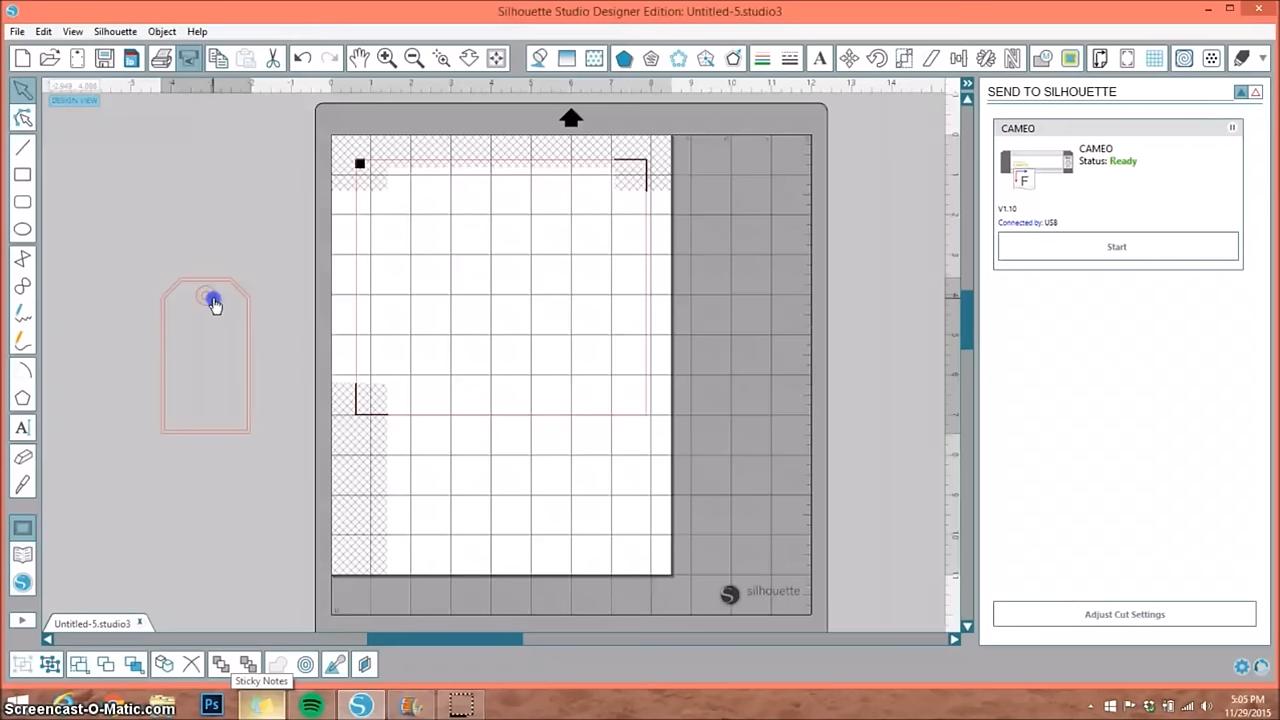 Silhouette Studio Designer Edition: Untitled-5.studio3
File Edit View Silhouette Object Help
DESIGN VIEW
SEND TO SILHOUETTE
CAMEO
CAMEO
Status: Ready
F
V1.10
Connected by: USB
Start
silhouette
Adjust Cut Settings
Untitled-5.studio3
Sticky Notes
Ps
5:05 PM
11/29/2015
Screencast-O-Matic.com